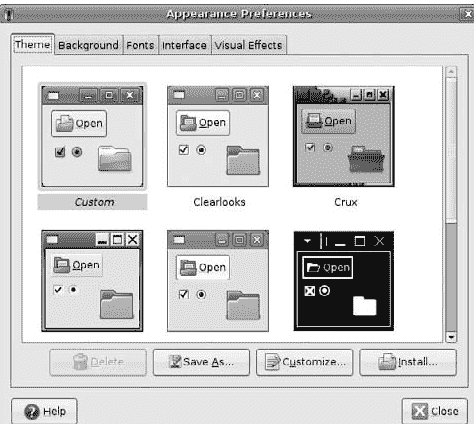 Appearance Preferences
Theme Background Fonts Interface Visual Effects
Open Open Open
Custom Clearlooks Crux
Open Open Open
Delete Save As... Customize... Install...
Help Close